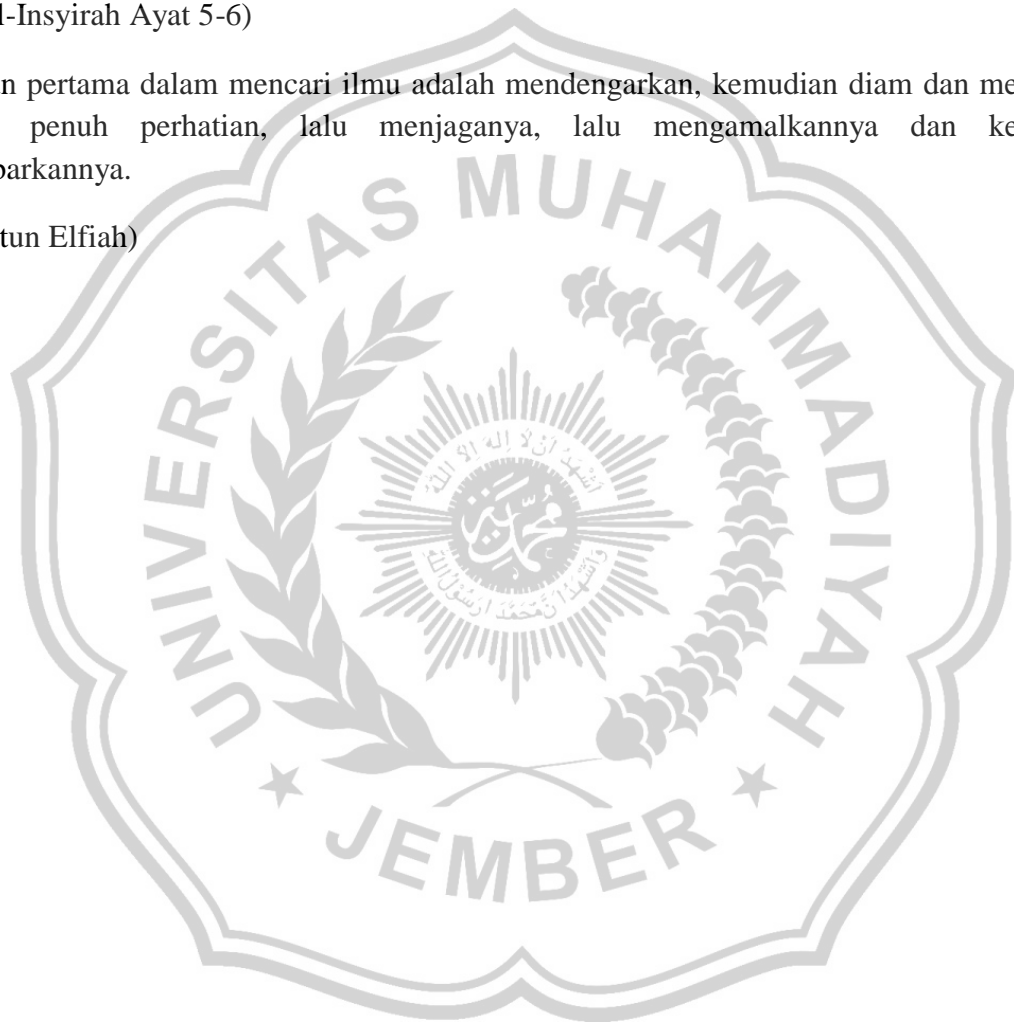 l-Insyirah Ayat 5-6)
n pertama dalam mencari ilmu adalah mendengarkan, kemudian diam dan me
penuh perhatian, lalu menjaganya, lalu mengamalkannya dan ke
barkannya.
tun Elfiah)
UNIVERSITAS MUHAMMADIYAH
JEMBER